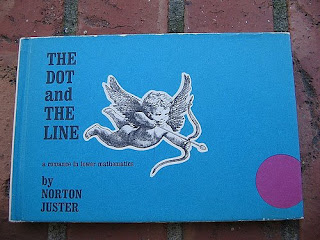 THE
DOT
and
THE
LINE
a romance in lower mathematics
by
NORTON
JUSTER